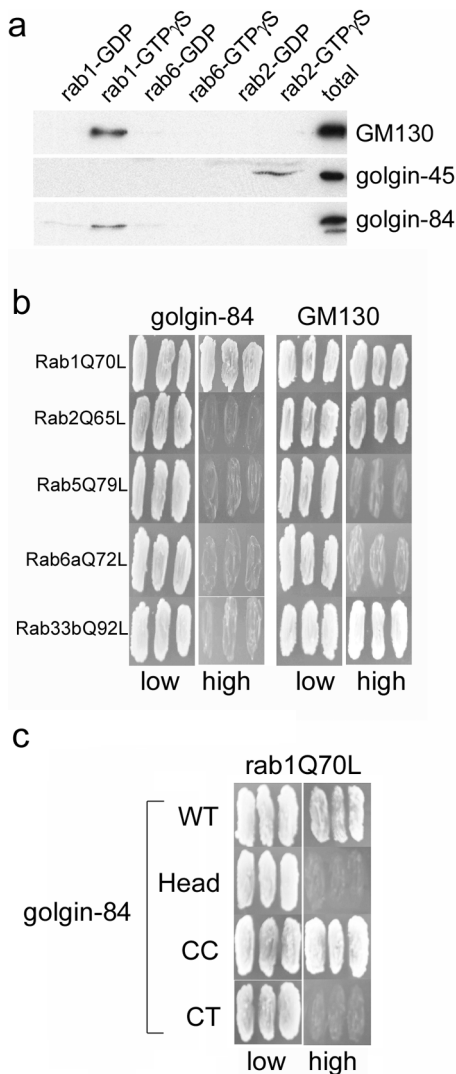 a
rab1-GDP
rab1-GTPγS
rab6-GDP
rab6-GTPγS
rab2-GDP
rab2-GTPγS
total
GM130
golgin-45
golgin-84
b
golgin-84 GM130
Rab1Q70L
Rab2Q65L
Rab5Q79L
Rab6aQ72L
Rab33bQ92L
low high low high
c
rab1Q70L
WT
Head
golgin-84
CC
CT
low high